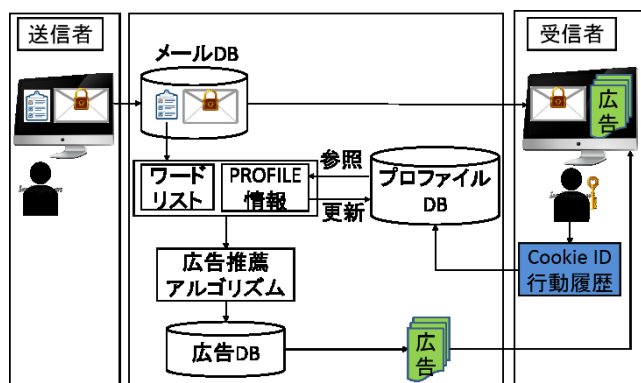 送信者
メールDB
受信者
広告
参照
ワード
リスト
PROFILE
情報
プロファイル
DB
更新
広告推薦
アルゴリズム
Cookie ID
行動履歴
広告DB
広告